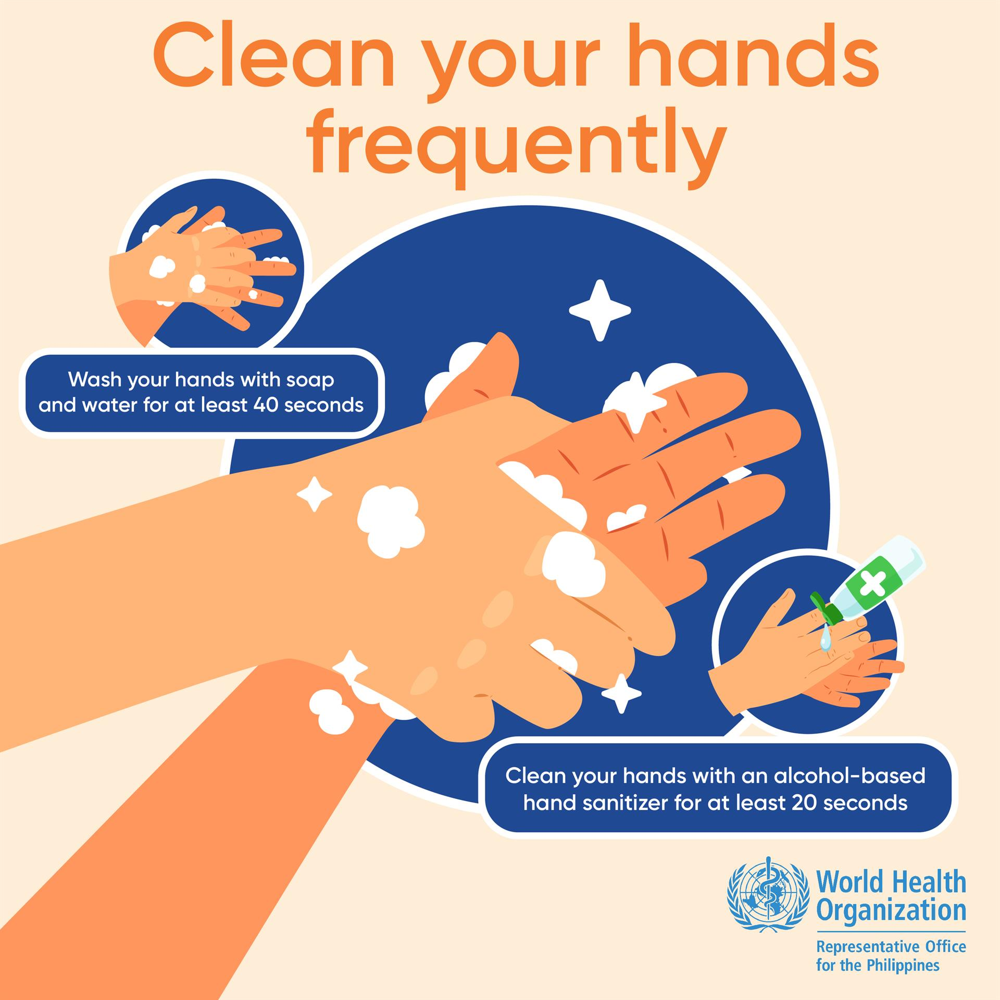 Clean your hands
frequently
Wash your hands with soap
and water for at least 40 seconds
Clean your hands with an alcohol-based
hand sanitizer for at least 20 seconds
World Health
Organization
Representative Office
for the Philippines